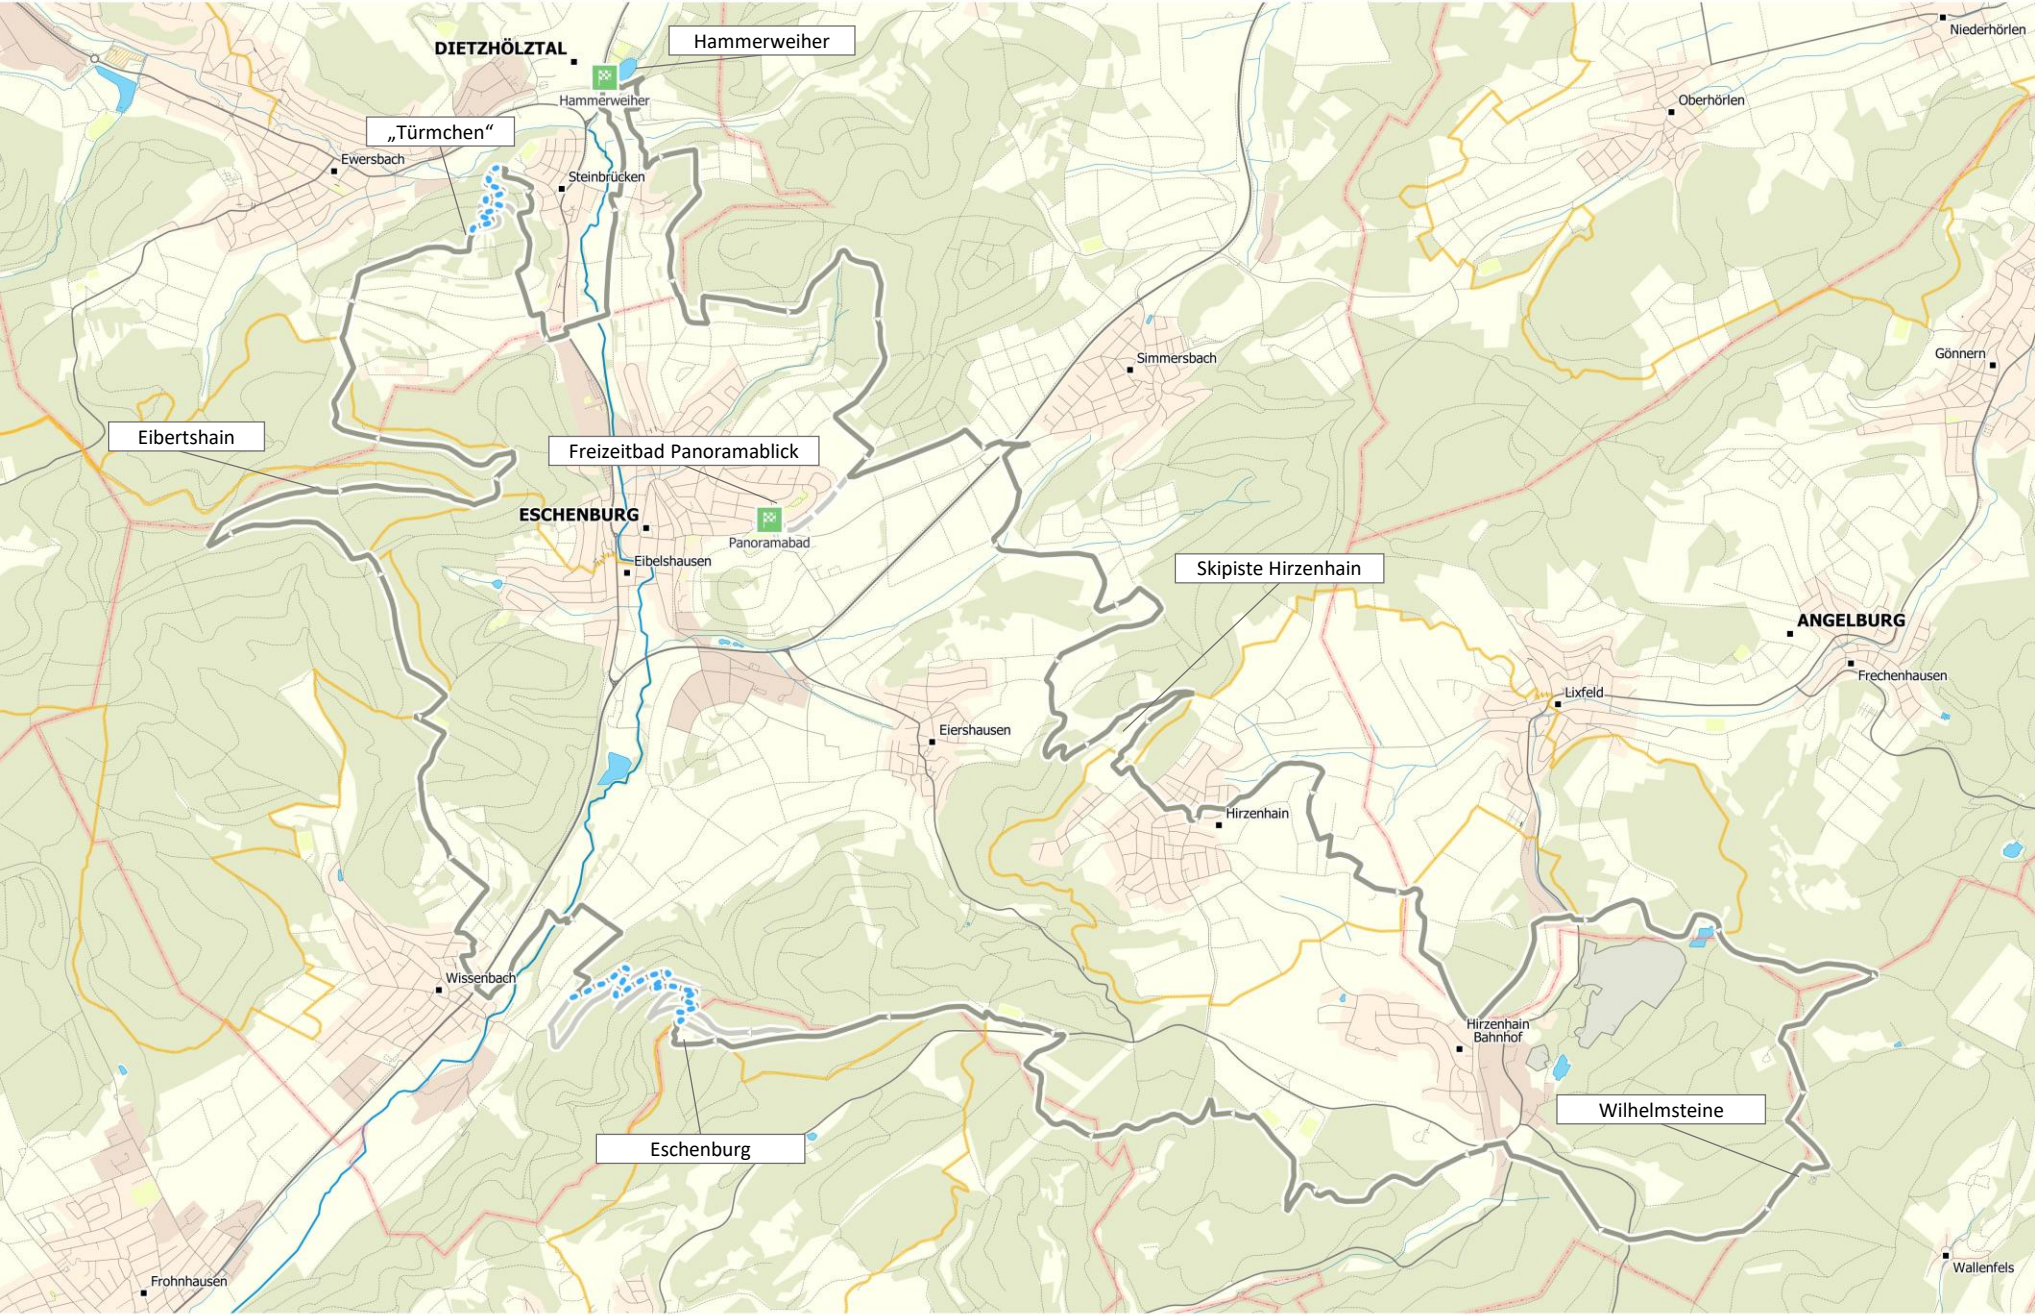 Niederhörlen
Hammerweiher
DIETZHÖLZTAL
Hammerweiher
Oberhörlen
„Türmchen“
Ewersbach
Steinbrücken
Simmersbach
Gönnern
Eibertshain
Freizeitbad Panoramablick
ESCHENBURG
Panoramabad
Eibelshausen
Skipiste Hirzenhain
ANGELBURG
Frechenhausen
Lixfeld
Eiershausen
Hirzenhain
Wissenbach
Hirzenhain
Bahnhof
Wilhelmsteine
Eschenburg
Wallenfels
Frohnhausen